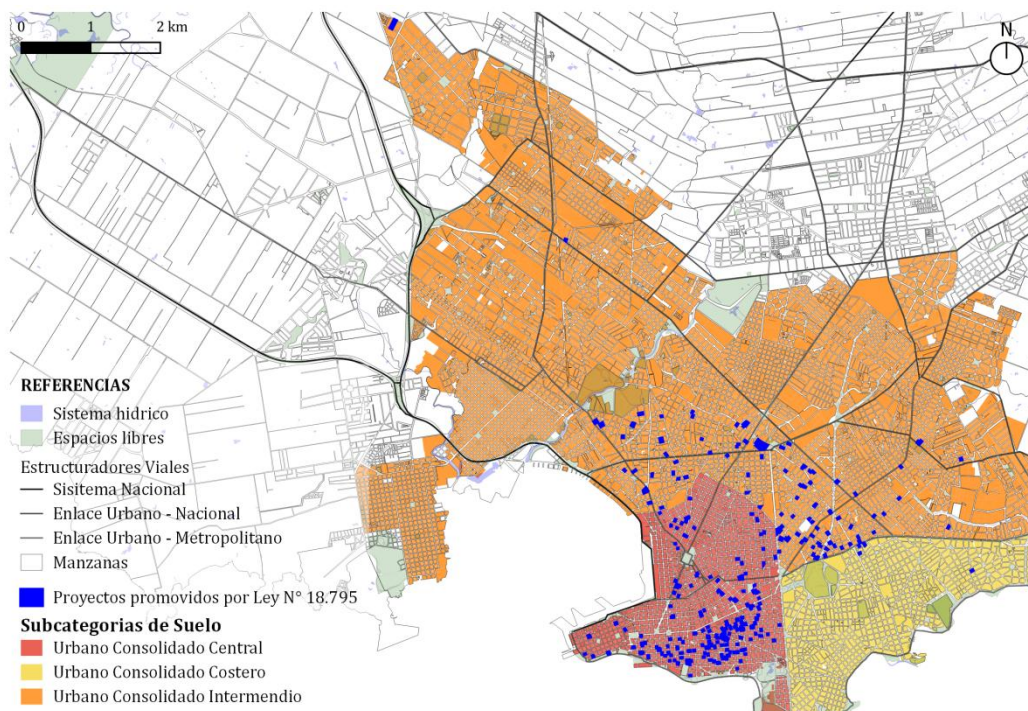 0 1 2 km
N
REFERENCIAS
Sistema hídrico
Espacios libres
Estructuradores Viales
Sisitema Nacional
Enlace Urbano - Nacional
Enlace Urbano - Metropolitano
Manzanas
Proyectos promovidos por Ley N° 18.795
Subcategorias de Suelo
Urbano Consolidado Central
Urbano Consolidado Costero
Urbano Consolidado Intermendio